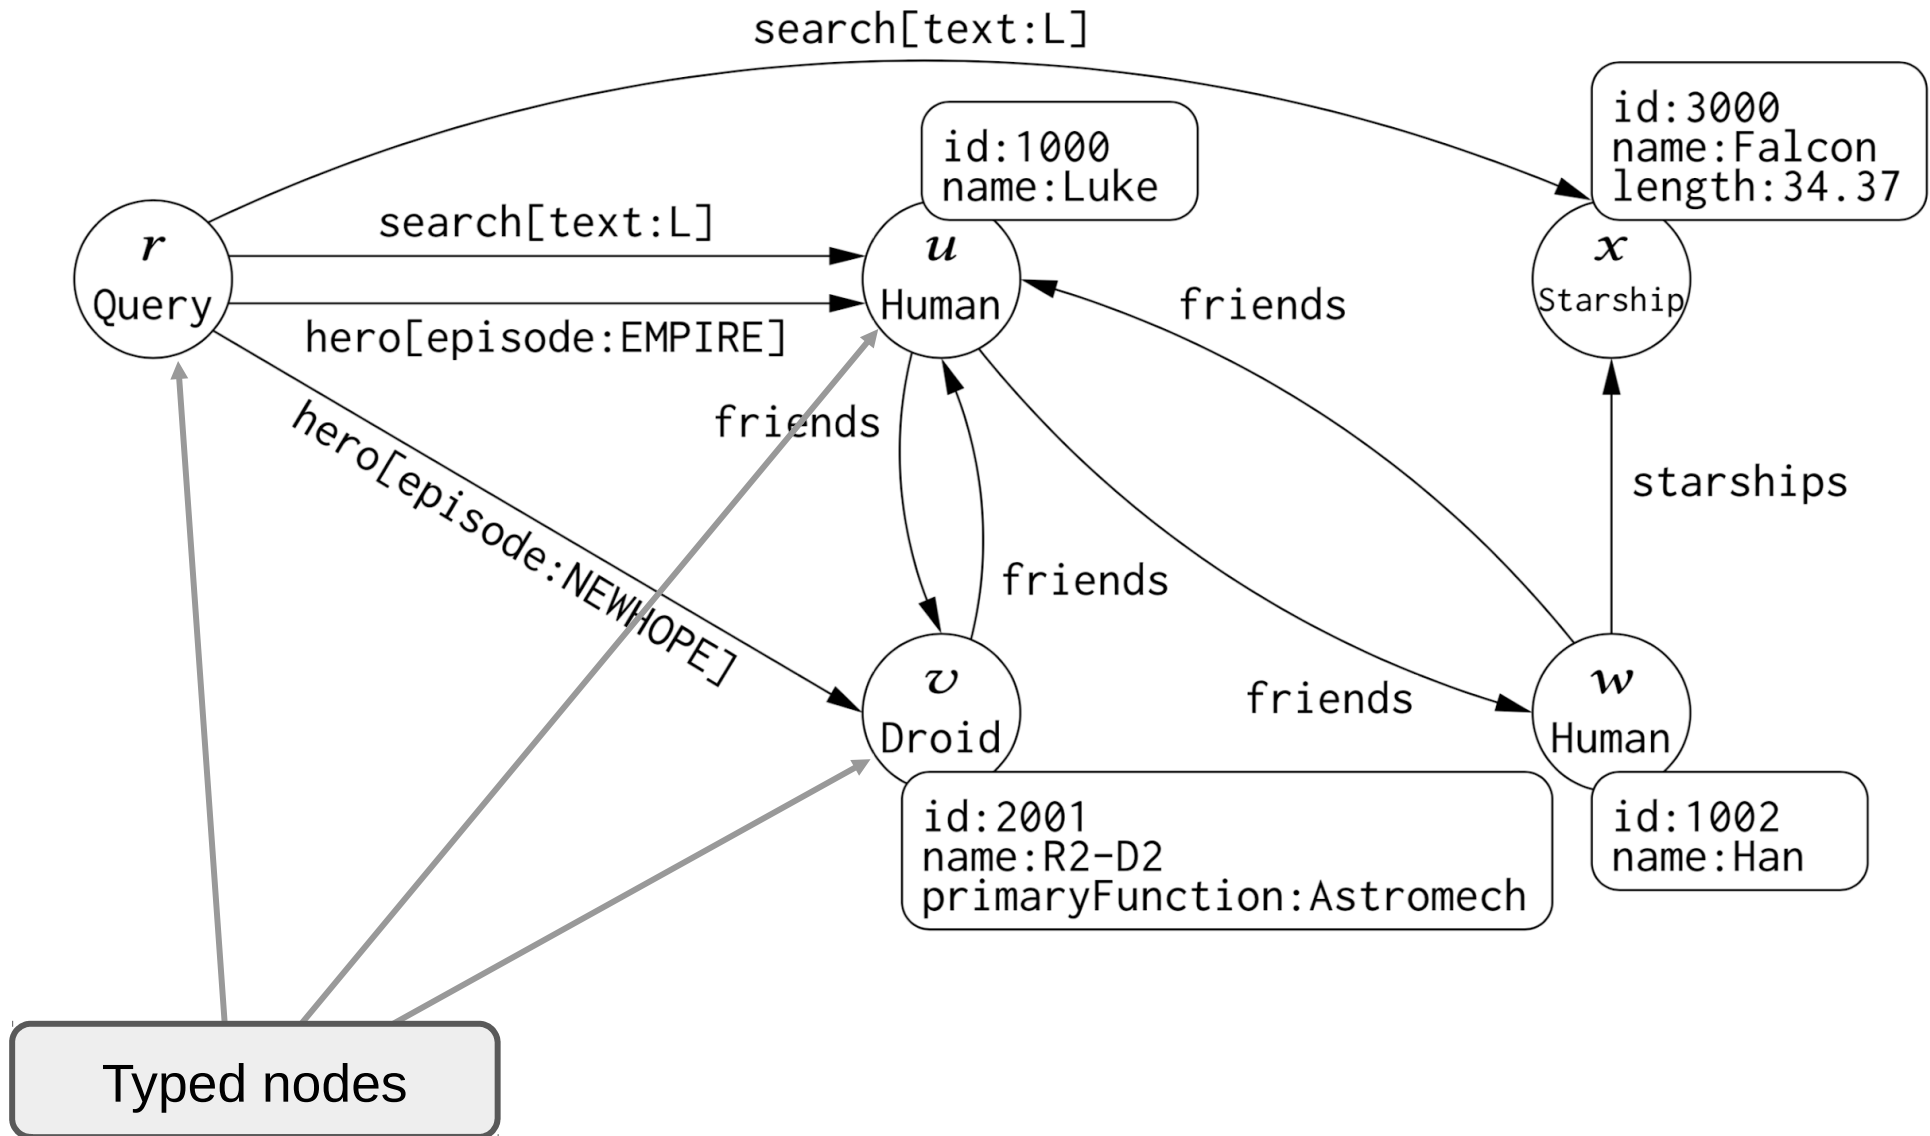 search[text:L]
id:3000
name:Falcon
length:34.37
id:1000
name:Luke
search[text:L]
r
Query
u
Human
x
Starship
friends
hero[episode:EMPIRE]
friends
hero[episode:NEWHOPE]
starships
friends
v
Droid
friends
w
Human
id:2001
name:R2-D2
primaryFunction:Astromech
id:1002
name:Han
Typed nodes